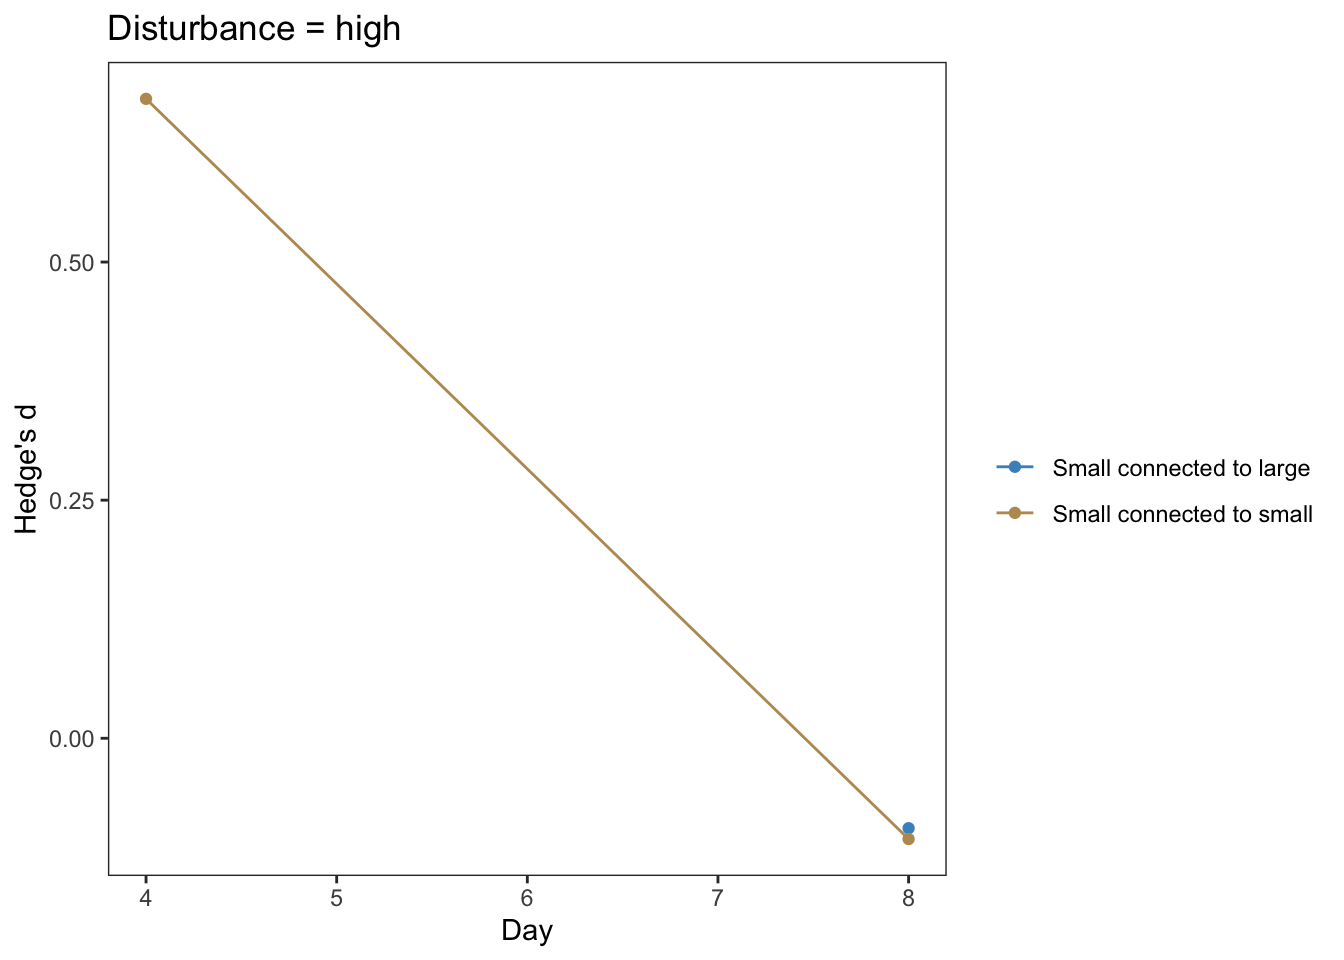 Disturbance = high
Hedge's d
0.50
0.25
0.00
4 5 6 7 8
Day
Small connected to large
Small connected to small